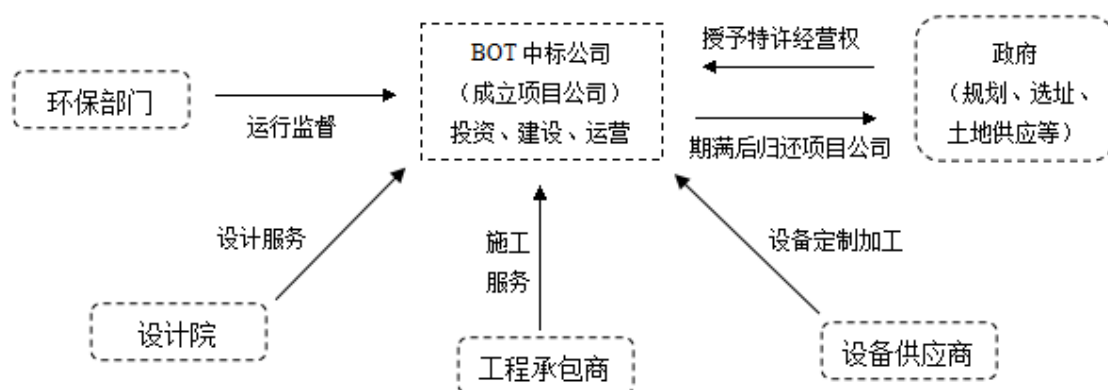 BOT 中标公司
（成立项目公司）
投资、建设、运营
授予特许经营权
期满后归还项目公司
政府
（规划、选址、
土地供应等）
环保部门
运行监督
设计服务
施工
服务
设备定制加工
设计院
工程承包商
设备供应商